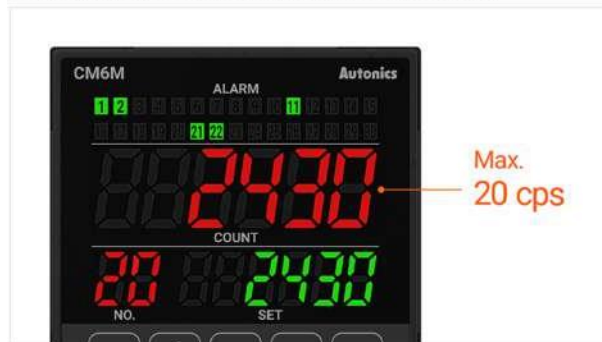 CM6M Autonics
ALARM
1 2 11
21 22
2430
COUNT
20 2430
NO. SET
Max.
20 cps